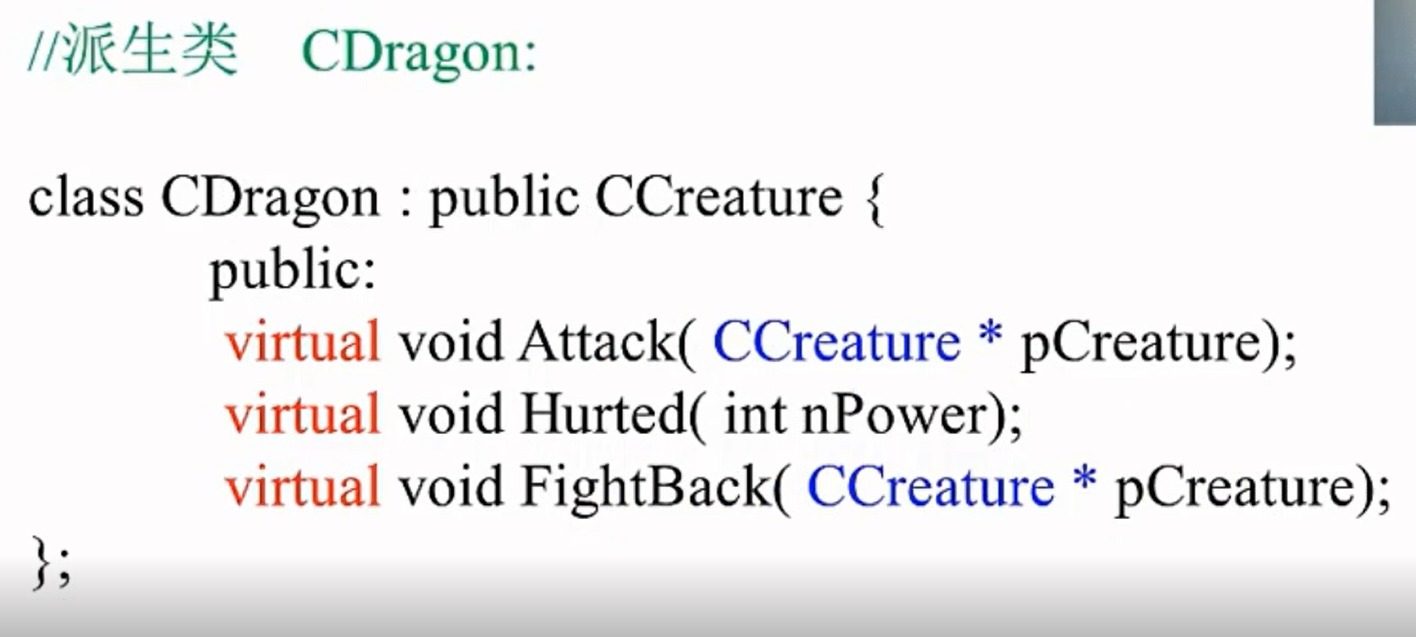 //派生类 CDragon:
class CDragon : public CCreature {
public:
virtual void Attack( CCreature * pCreature);
virtual void Hurted( int nPower);
virtual void FightBack( CCreature * pCreature);
};